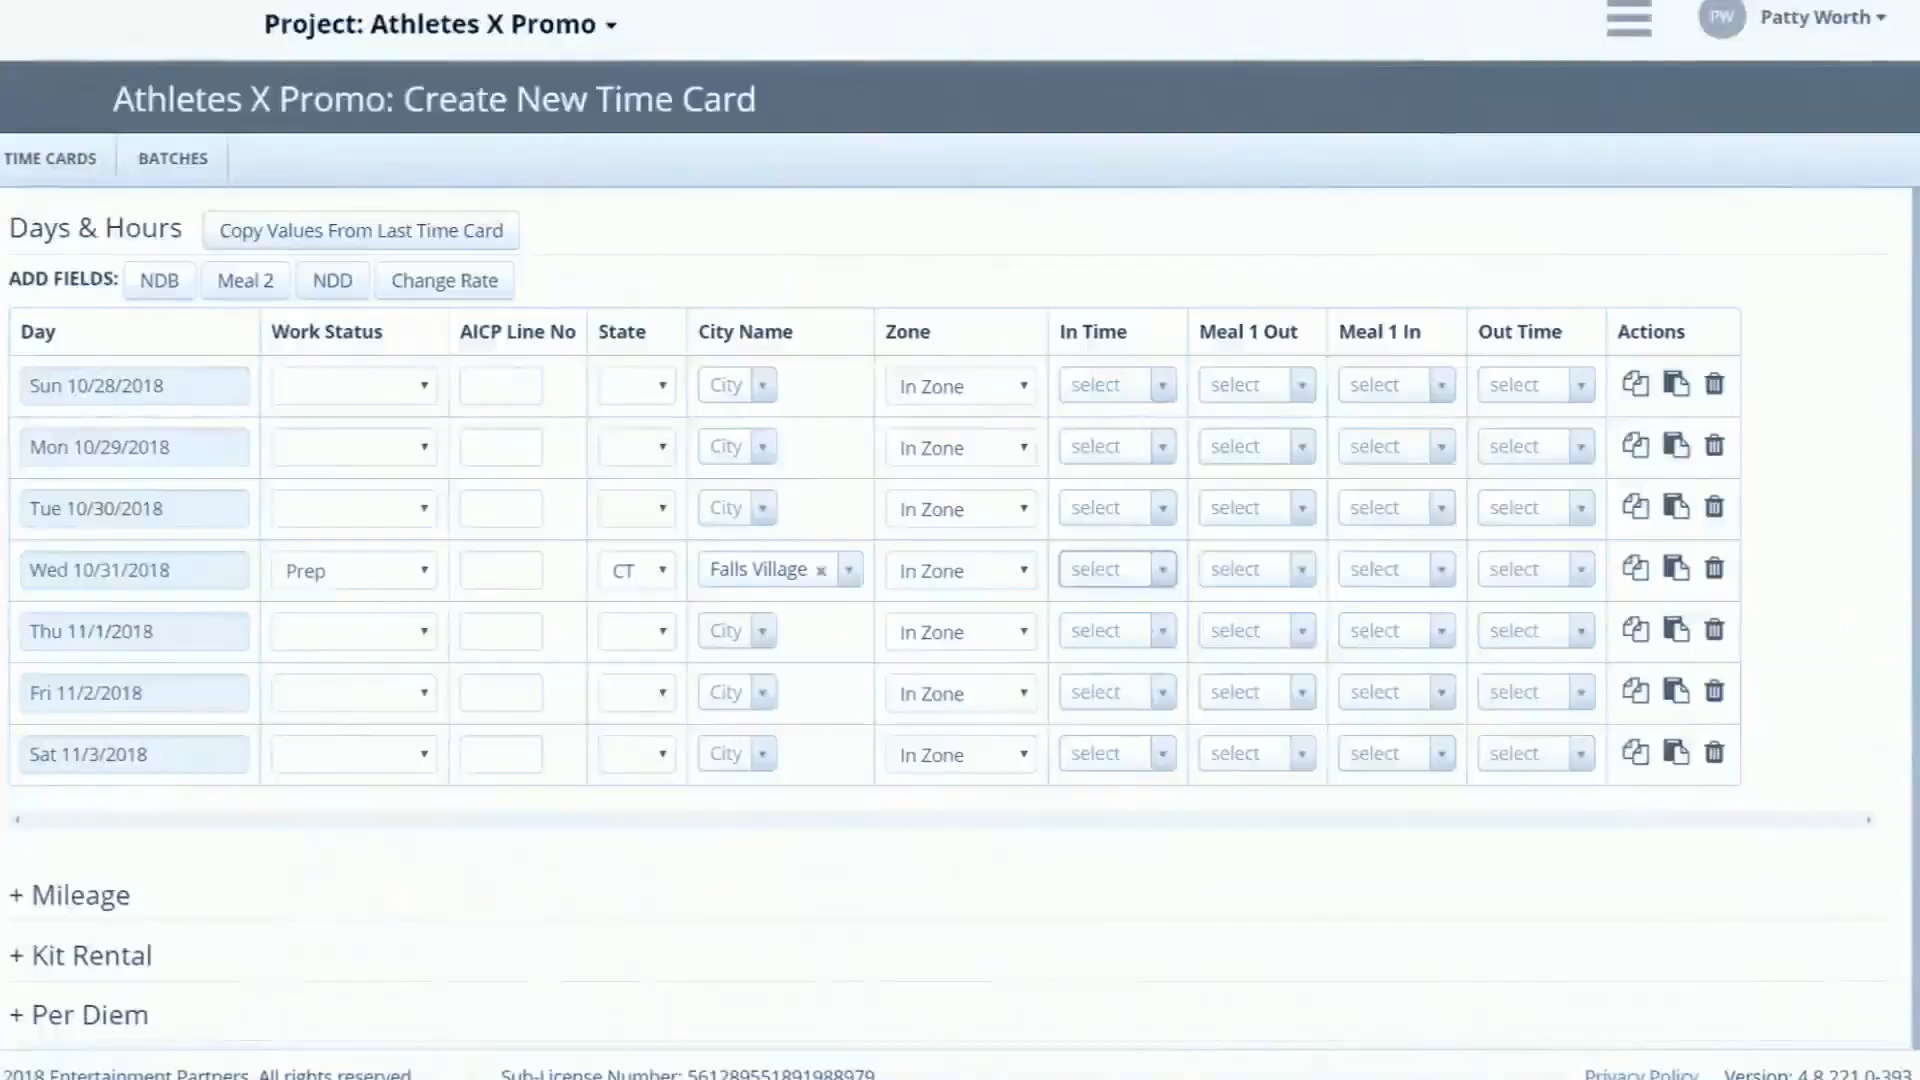 Project: Athletes X Promo
PW Patty Worth
Athletes X Promo: Create New Time Card
TIME CARDS BATCHES
Days & Hours Copy Values From Last Time Card
ADD FIELDS: NDB Meal 2 NDD Change Rate
Day Work Status AICP Line No State City Name Zone In Time Meal 1 Out Meal 1 In Out Time Actions
Sun 10/28/2018 City In Zone select select select select
Mon 10/29/2018 City In Zone select select select select
Tue 10/30/2018 City In Zone select select select select
Wed 10/31/2018 Prep CT Falls Village × In Zone select select select select
Thu 11/1/2018 City In Zone select select select select
Fri 11/2/2018 City In Zone select select select select
Sat 11/3/2018 City In Zone select select select select
+ Mileage
+ Kit Rental
+ Per Diem
2018 Entertainment Partners. All rights reserved Sub-License Number: 561289551891988979 Privacy Policy Version: 4.8.221.0-393